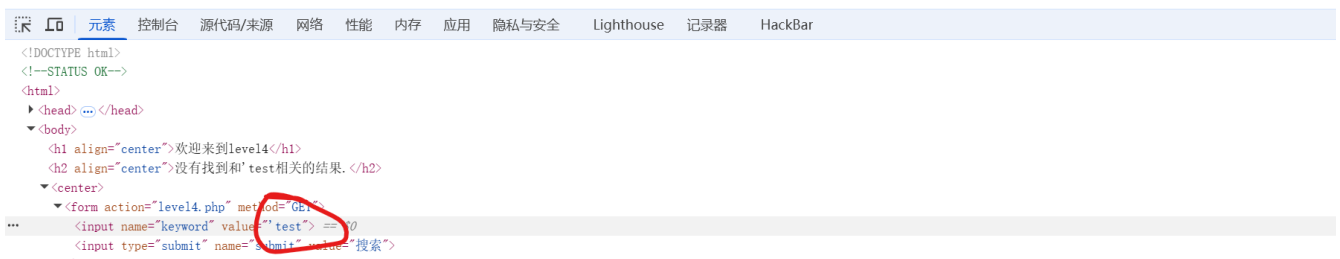 元素 控制台 源代码/来源 网络 性能 内存 应用 隐私与安全 Lighthouse 记录器 HackBar
<!DOCTYPE html>
<!--STATUS OK-->
<html>
<head> ••• </head>
<body>
<h1 align="center">欢迎来到level4</h1>
<h2 align="center">没有找到和'test相关的结果.</h2>
<center>
<form action="level4.php" method="GET">
••• <input name="keyword" value="'test"> == $0
<input type="submit" name="submit" value="搜索">